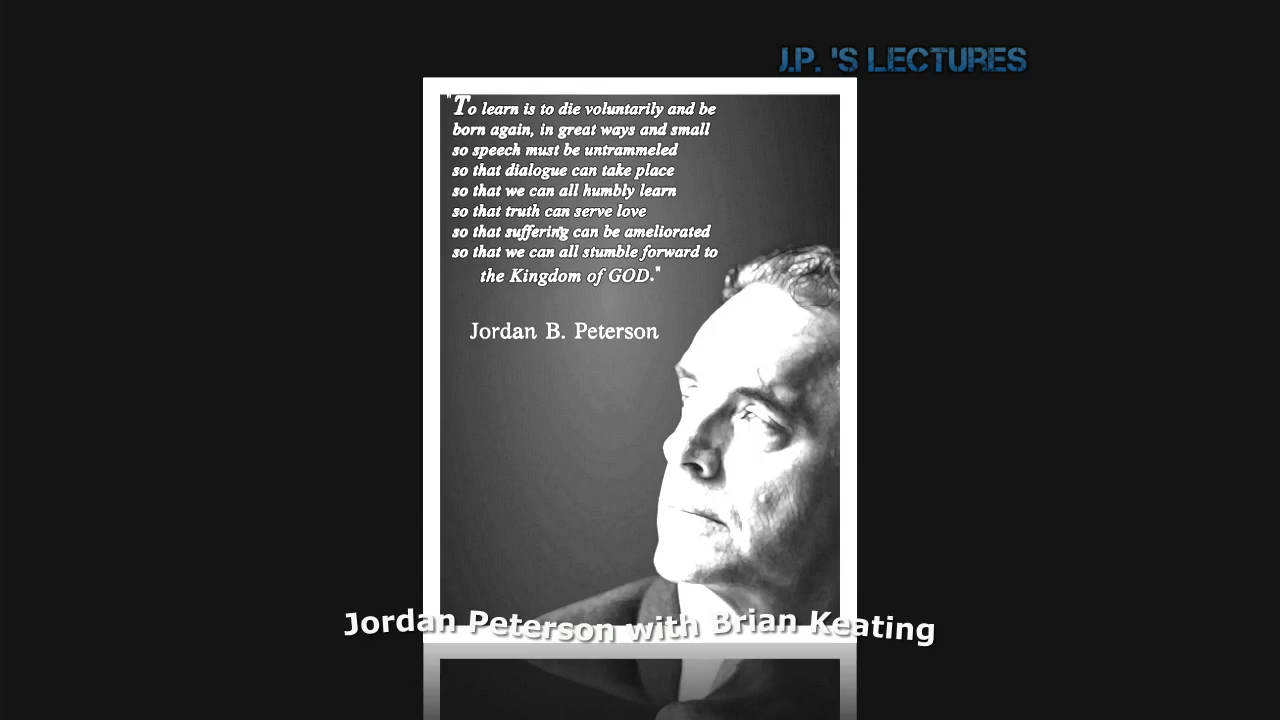 J.P. 'S LECTURES
"To learn is to die voluntarily and be
born again, in great ways and small
so speech must be untrammeled
so that dialogue can take place
so that we can all humbly learn
so that truth can serve love
so that suffering can be ameliorated
so that we can all stumble forward to
the Kingdom of GOD."
Jordan B. Peterson
Jordan Peterson with Brian Keating